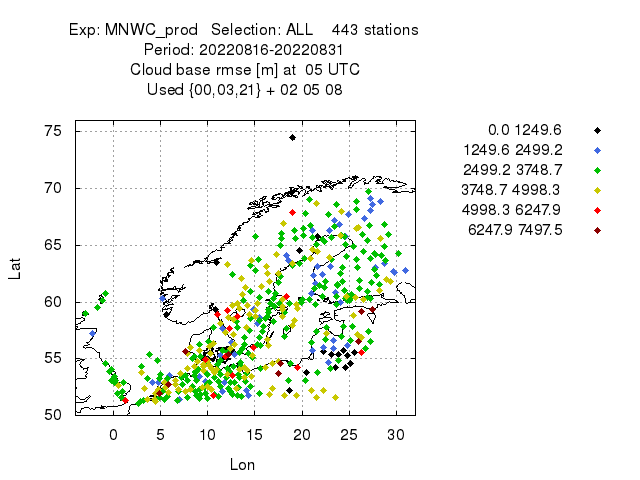 Exp: MNWC_prod Selection: ALL 443 stations
Period: 20220816-20220831
Cloud base rmse [m] at 05 UTC
Used {00,03,21} + 02 05 08
75
70
65
60
55
50
Lat
0 5 10 15 20 25 30
Lon
0.0 1249.6
1249.6 2499.2
2499.2 3748.7
3748.7 4998.3
4998.3 6247.9
6247.9 7497.5